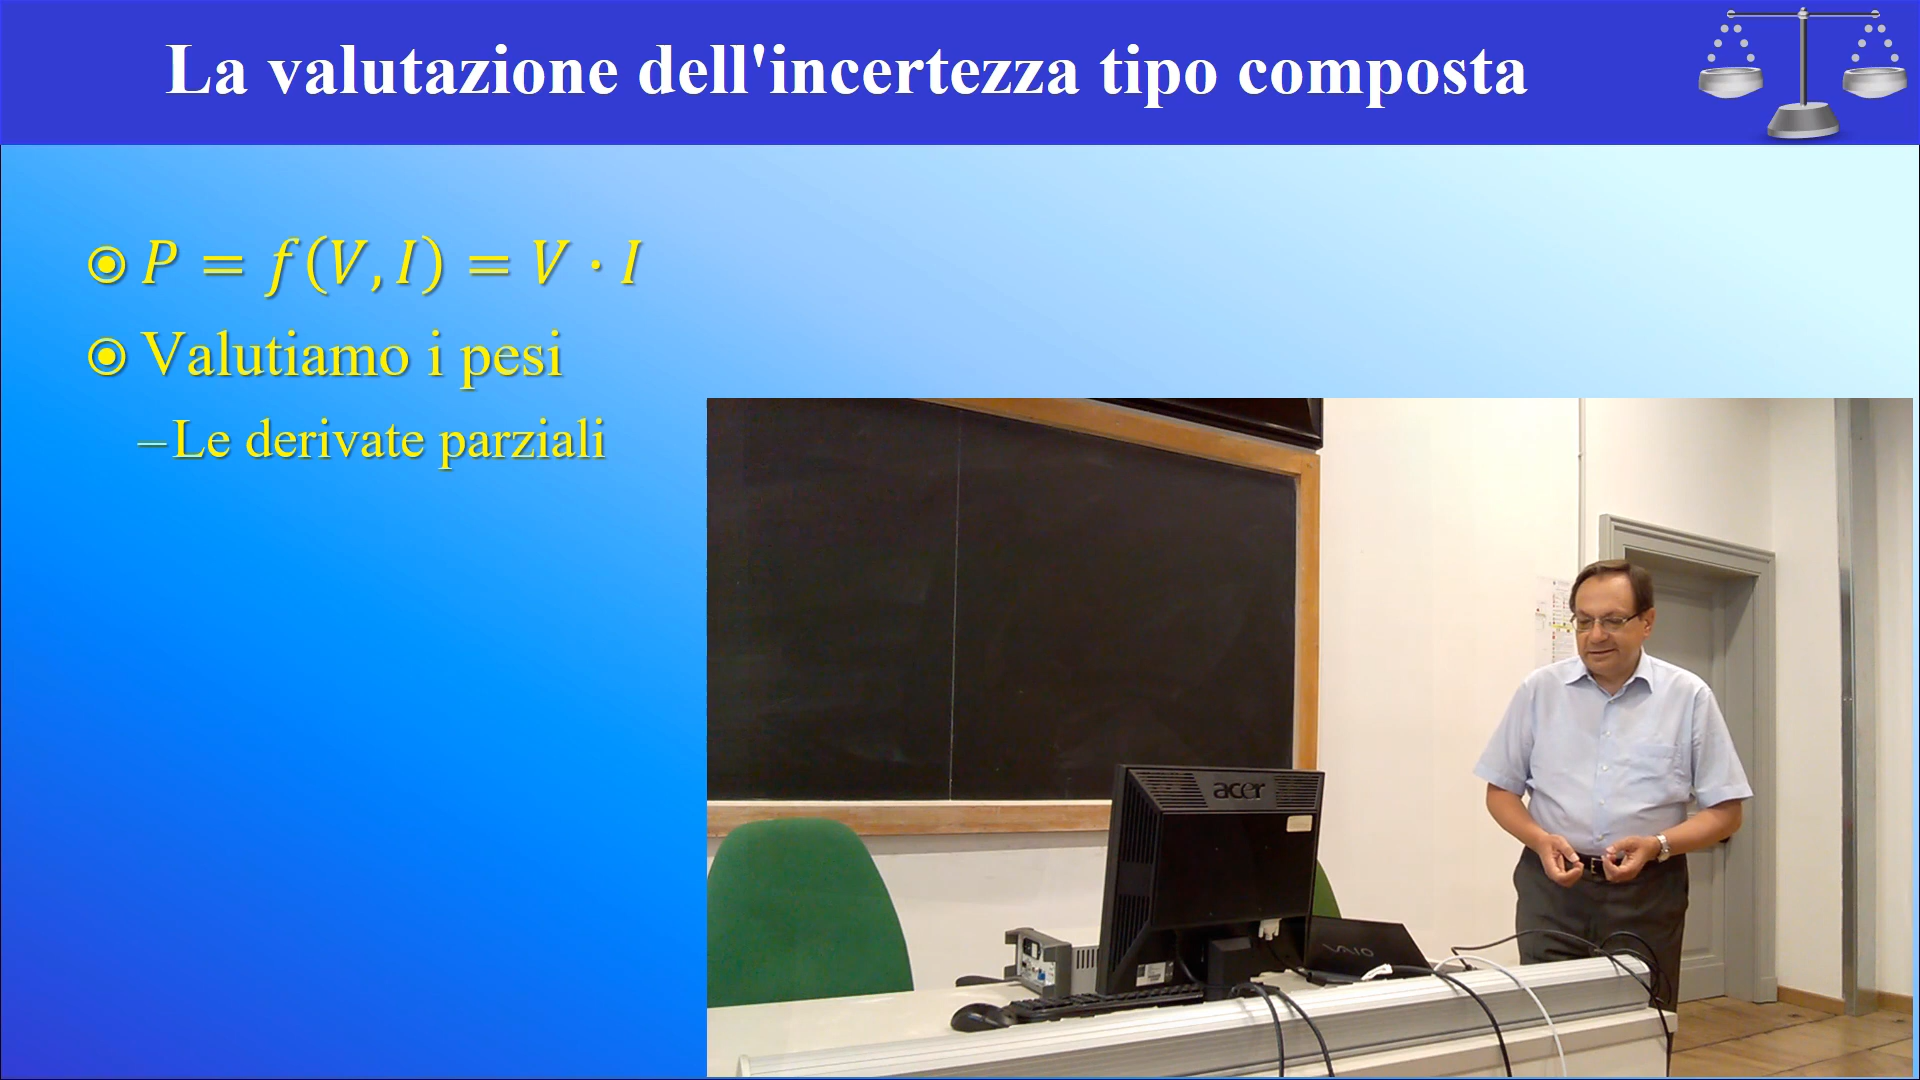 La valutazione dell'incertezza tipo composta
P = f(V, I) = V · I
Valutiamo i pesi
–Le derivate parziali
acer
VAIO